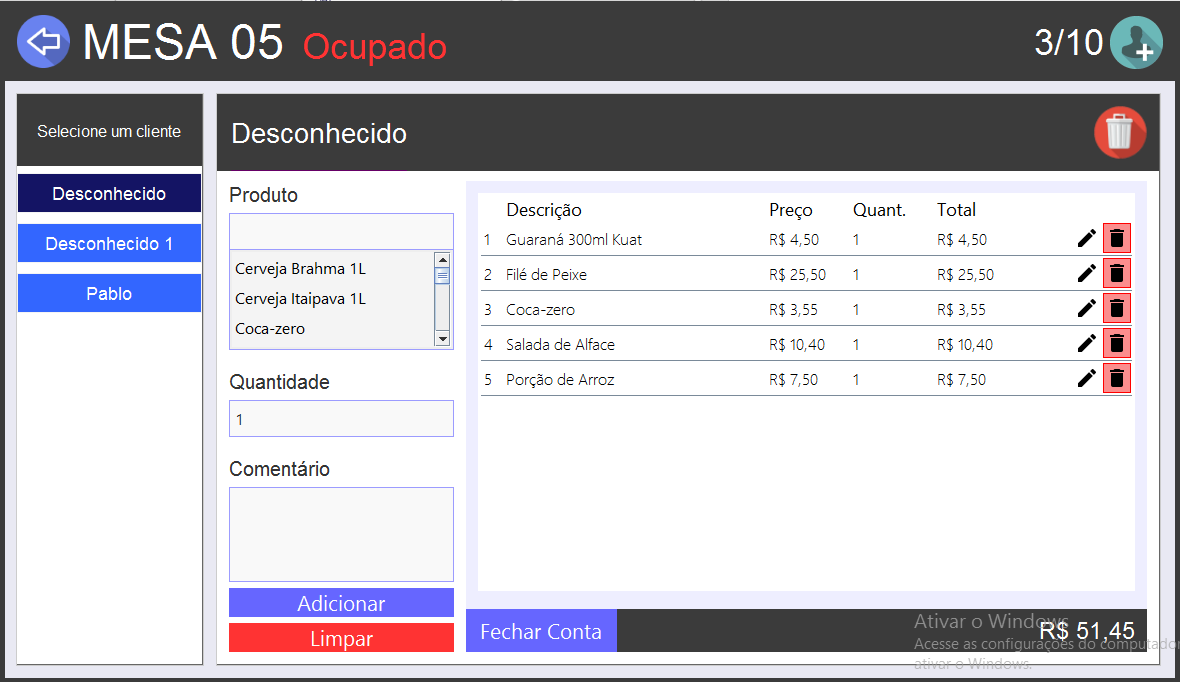 MESA 05 Ocupado 3/10
Selecione um cliente
Desconhecido
Desconhecido 1
Pablo
Desconhecido
Produto
Cerveja Brahma 1L
Cerveja Itaipava 1L
Coca-zero
Quantidade
1
Comentário
Adicionar
Limpar
Descrição Preço Quant. Total
1 Guaraná 300ml Kuat R$ 4,50 1 R$ 4,50
2 Filé de Peixe R$ 25,50 1 R$ 25,50
3 Coca-zero R$ 3,55 1 R$ 3,55
4 Salada de Alface R$ 10,40 1 R$ 10,40
5 Porção de Arroz R$ 7,50 1 R$ 7,50
Fechar Conta R$ 51,45
Ativar o Windows
Acesse as configurações do computador
ativar o Windows.